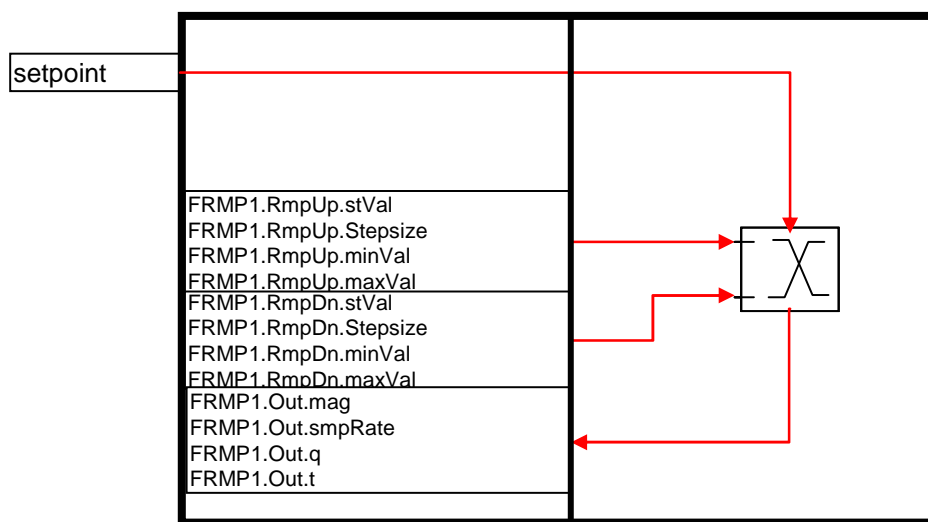 setpoint
FRMP1.RmpUp.stVal
FRMP1.RmpUp.Stepsize
FRMP1.RmpUp.minVal
FRMP1.RmpUp.maxVal
FRMP1.RmpDn.stVal
FRMP1.RmpDn.Stepsize
FRMP1.RmpDn.minVal
FRMP1.RmpDn.maxVal
FRMP1.Out.mag
FRMP1.Out.smpRate
FRMP1.Out.q
FRMP1.Out.t